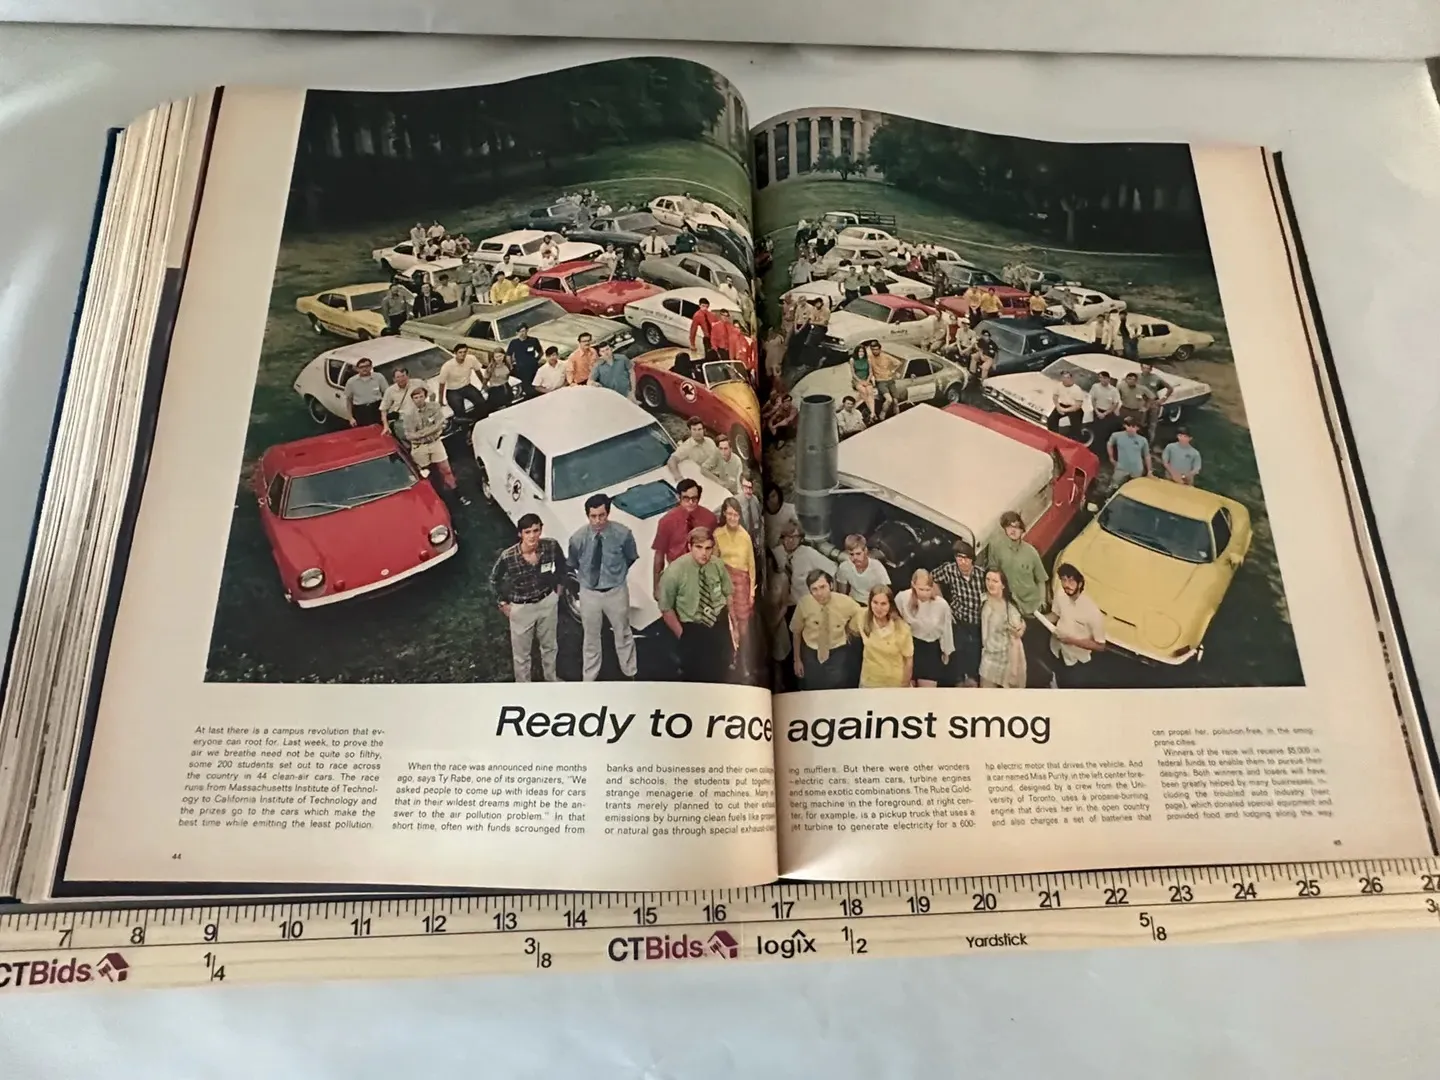 Ready to race against smog
At last there is a campus revolution that ev-
eryone can root for. Last week, to prove the
air we breathe need not be quite so filthy,
some 200 students set out to race across
the country in 44 clean-air cars. The race
runs from Massachusetts Institute of Technol-
ogy to California Institute of Technology and
the prizes go to the cars which make the
best time while emitting the least pollution.
When the race was announced nine months
ago, says Ty Rabe, one of its organizers, "We
asked people to come up with ideas for cars
that in their wildest dreams might be the an-
swer to the air pollution problem." In that
short time, often with funds scrounged from
banks and businesses and their own
and schools, the students put together
strange menagerie of machines. Many
trants merely planned to cut their
emissions by burning clean fuels like
or natural gas through special
ing mufflers. But there were other wonders
—electric cars, steam cars, turbine engines
and some exotic combinations. The Rube Gold-
berg machine in the foreground, at right cen-
ter, for example, is a pickup truck that uses a
jet turbine to generate electricity for a 600-
hp electric motor that drives the vehicle. And
a car named Miss Purity, in the left center fore-
ground, designed by a crew from the Uni-
versity of Toronto, uses a propane-burning
engine that drives her in the open country
and also charges a set of batteries that
can propel her, pollution-free, in the smog
prone cities.
Winners of the race will receive $5,000 in
federal funds to enable them to pursue their
designs. Both winners and losers will have
been greatly helped by many businesses, in-
cluding the troubled auto industry (next
page), which donated special equipment and
provided food and lodging along the way.
44
45
7 8 9 10 11 12 13 14 15 16 17 18 19 20 21 22 23 24 25 26 27
1/4 3/8 1/2 5/8
CTBids CTBids logix Yardstick